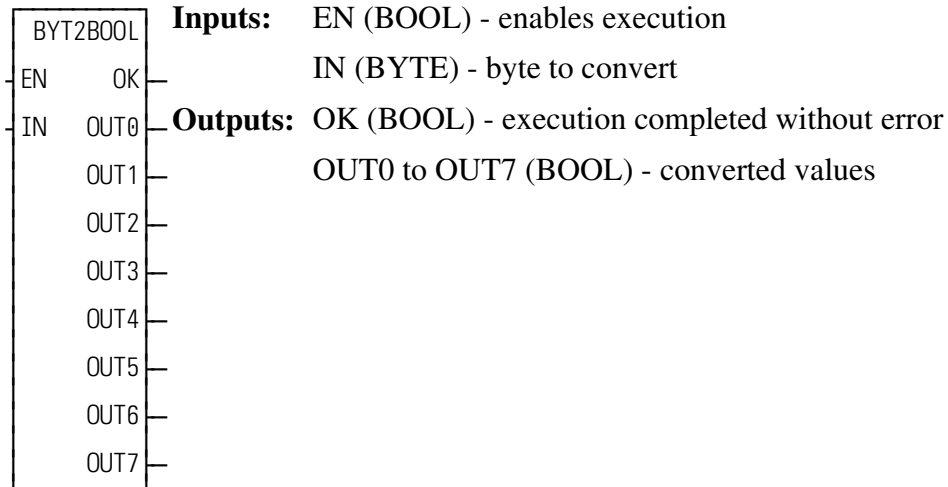 BYT2BOOL
EN OK
IN OUT0
OUT1
OUT2
OUT3
OUT4
OUT5
OUT6
OUT7
Inputs: EN (BOOL) - enables execution
IN (BYTE) - byte to convert
Outputs: OK (BOOL) - execution completed without error
OUT0 to OUT7 (BOOL) - converted values